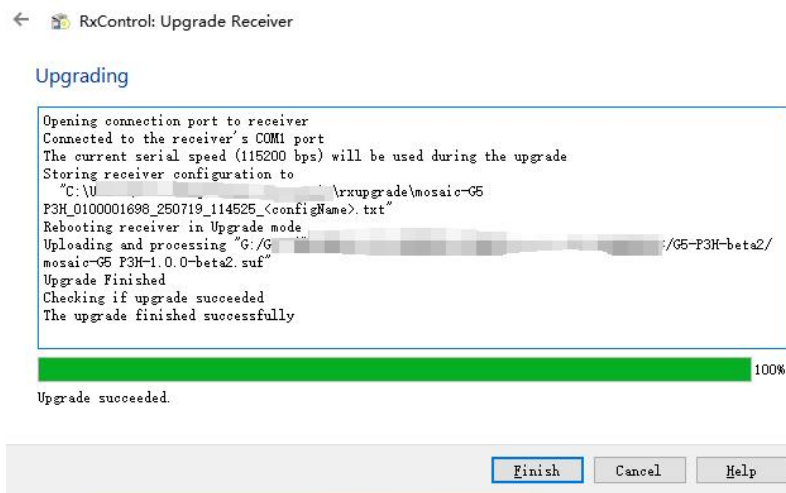 RxControl: Upgrade Receiver
Upgrading
Opening connection port to receiver
Connected to the receiver's COM1 port
The current serial speed (115200 bps) will be used during the upgrade
Storing receiver configuration to
"C:\U \rxupgrade\mosaic-G5
P3H_0100001698_250719_114525_<configName>.txt"
Rebooting receiver in Upgrade mode
Uploading and processing "G:/G :/G5-P3H-beta2/
mosaic-G5 P3H-1.0.0-beta2.suf"
Upgrade Finished
Checking if upgrade succeeded
The upgrade finished successfully
100%
Upgrade succeeded.
Finish Cancel Help